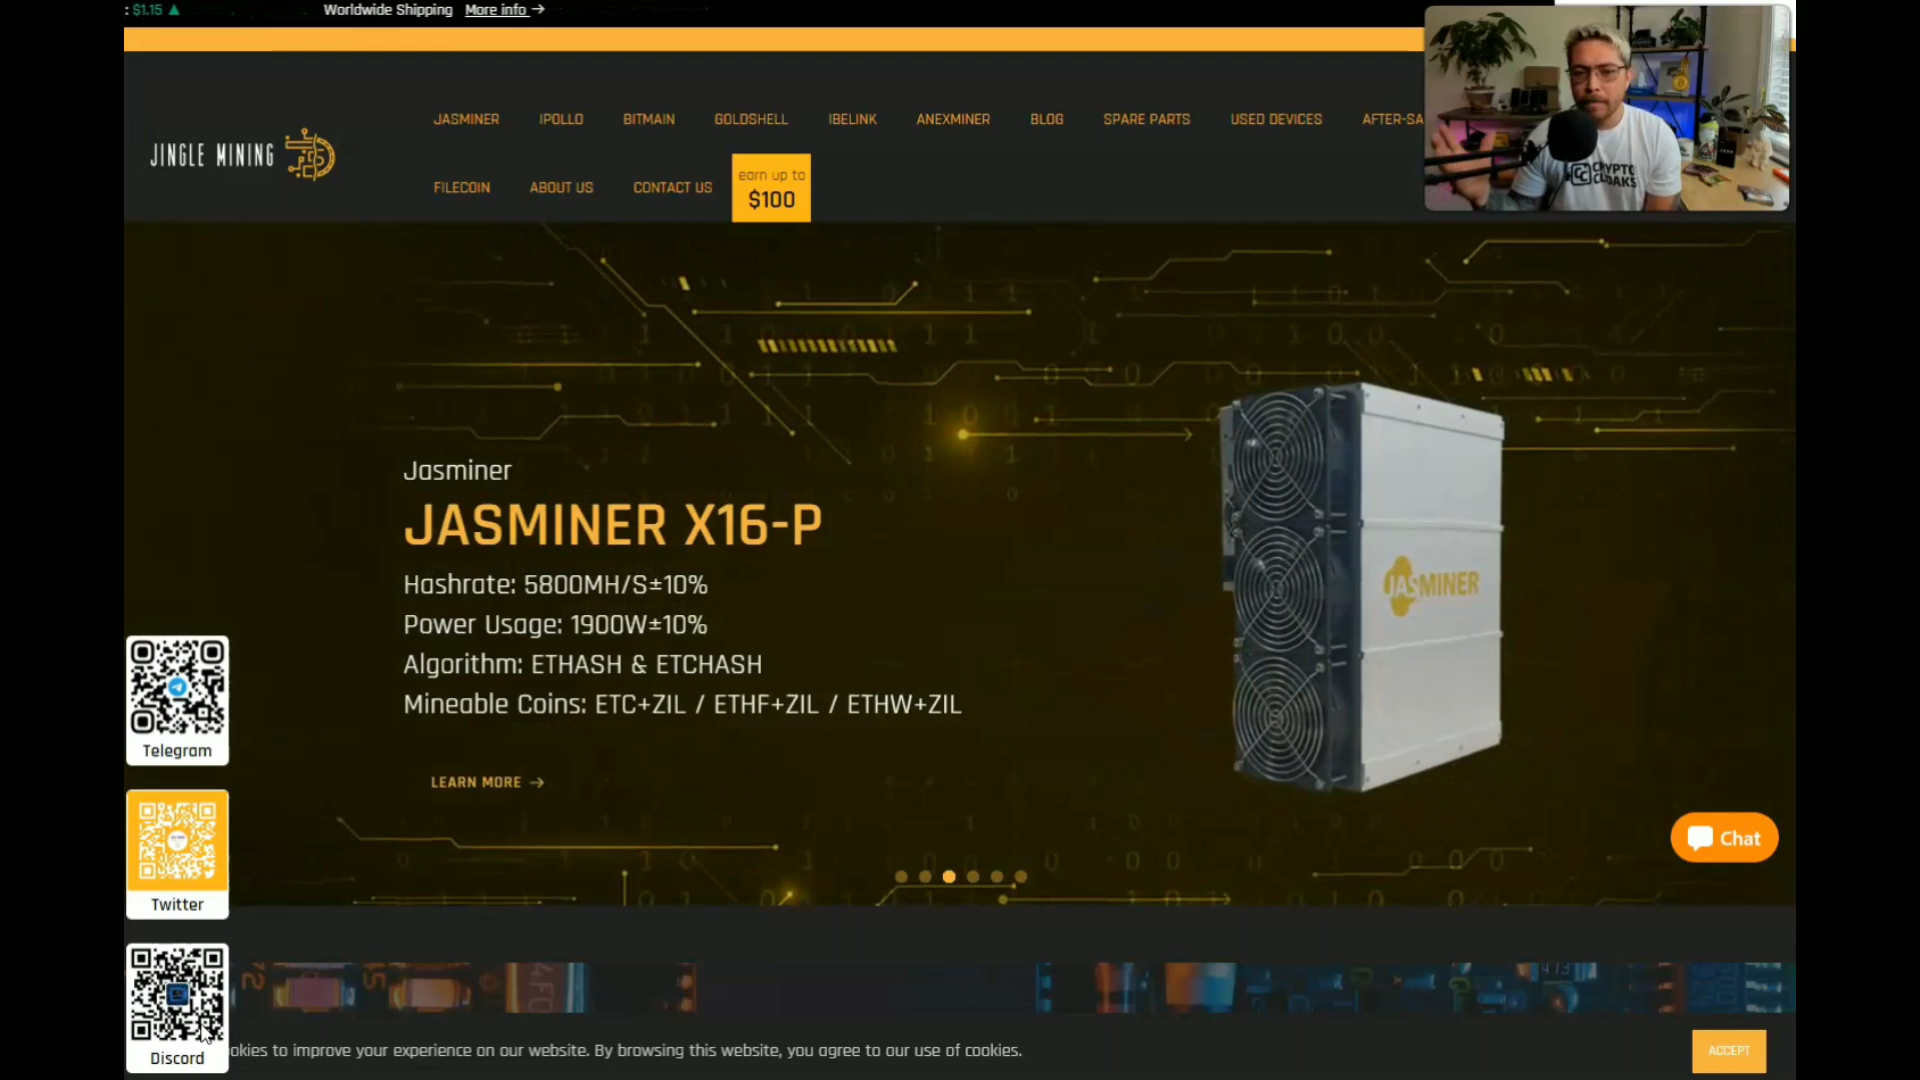 : $1.15 ▲ Worldwide Shipping More info →
JINGLE MINING
JASMINER IPOLLO BITMAIN GOLDSHELL IBELINK ANEXMINER BLOG SPARE PARTS USED DEVICES AFTER-SA
FILECOIN ABOUT US CONTACT US earn up to
$100
CRYPTO
CLOAKS
Jasminer
JASMINER X16-P
Hashrate: 5800MH/S±10%
Power Usage: 1900W±10%
Algorithm: ETHASH & ETCHASH
Mineable Coins: ETC+ZIL / ETHF+ZIL / ETHW+ZIL
LEARN MORE →
JASMINER
Telegram
Twitter
Discord
Chat
okies to improve your experience on our website. By browsing this website, you agree to our use of cookies.
ACCEPT